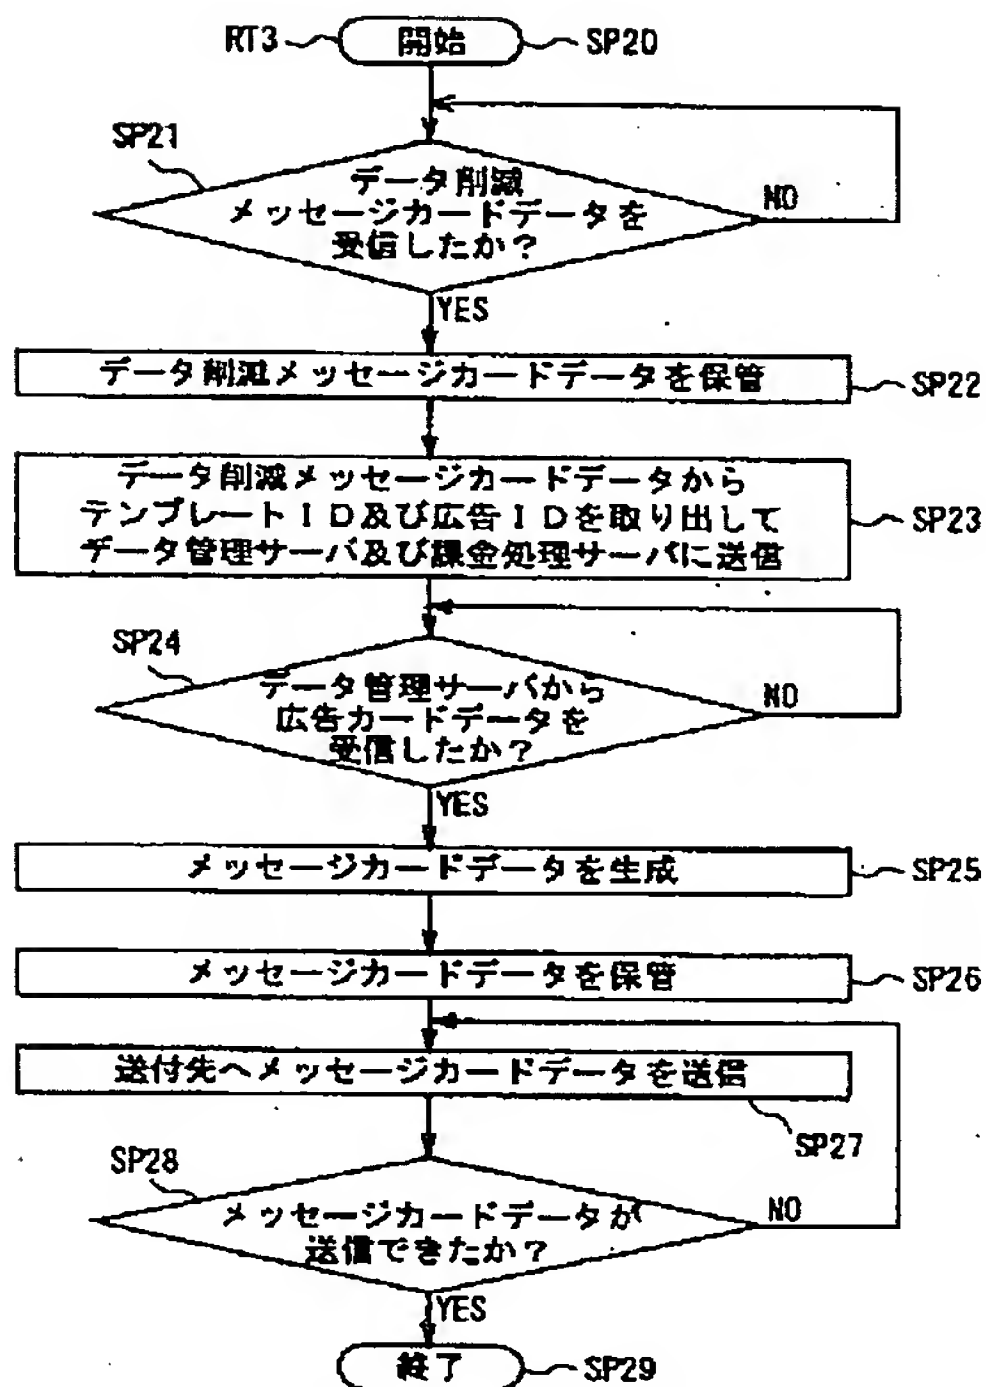 RT3 開始 SP20
SP21
データ削減
メッセージカードデータを
受信したか？
NO
YES
データ削減メッセージカードデータを保管
SP22
データ削減メッセージカードデータから
テンプレートＩＤ及び広告ＩＤを取り出して
データ管理サーバ及び課金処理サーバに送信
SP23
SP24
データ管理サーバから
広告カードデータを
受信したか？
NO
YES
メッセージカードデータを生成
SP25
メッセージカードデータを保管
SP26
送付先へメッセージカードデータを送信
SP27
SP28
メッセージカードデータが
送信できたか？
NO
YES
終了 SP29